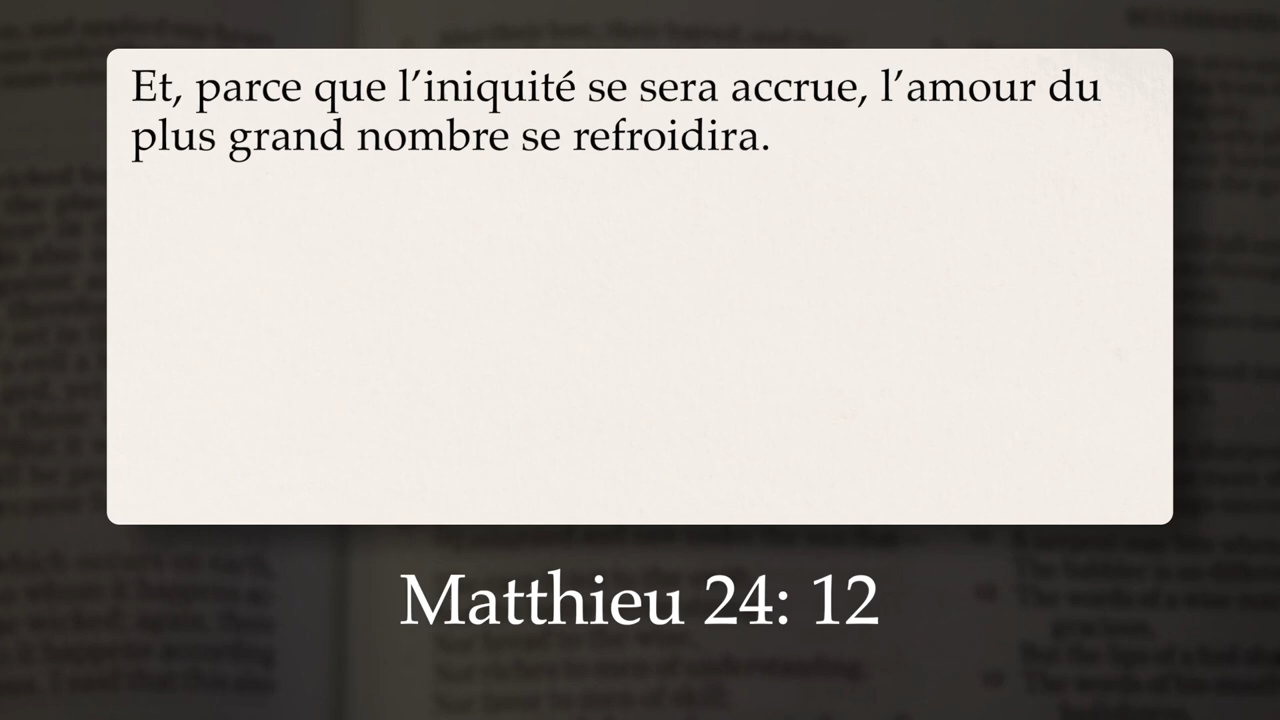 Et, parce que l’iniquité se sera accrue, l’amour du
plus grand nombre se refroidira.
Matthieu 24: 12